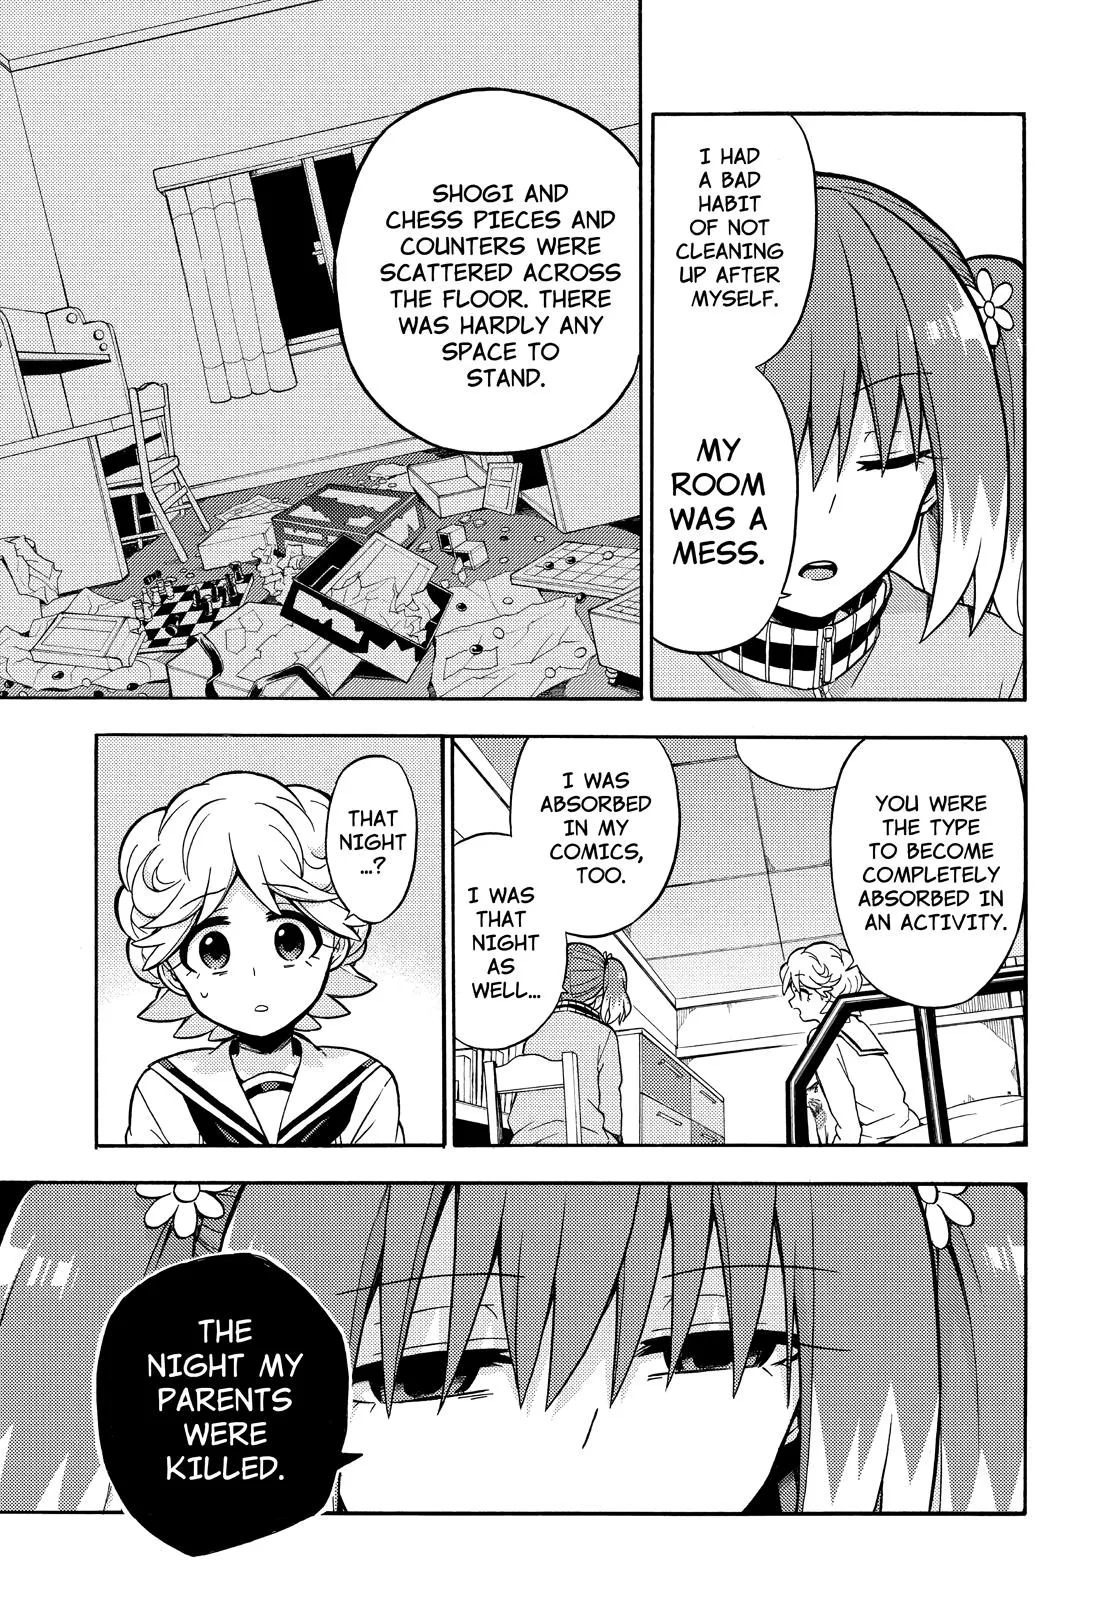 I HAD
A BAD
HABIT
OF NOT
CLEANING
UP AFTER
MYSELF.
MY
ROOM
WAS A
MESS.
SHOGI AND
CHESS PIECES AND
COUNTERS WERE
SCATTERED ACROSS
THE FLOOR. THERE
WAS HARDLY ANY
SPACE TO
STAND.
YOU WERE
THE TYPE
TO BECOME
COMPLETELY
ABSORBED IN
AN ACTIVITY.
I WAS
ABSORBED
IN MY
COMICS,
TOO.
I WAS
THAT
NIGHT
AS
WELL...
THAT
NIGHT
...?
THE
NIGHT MY
PARENTS
WERE
KILLED.